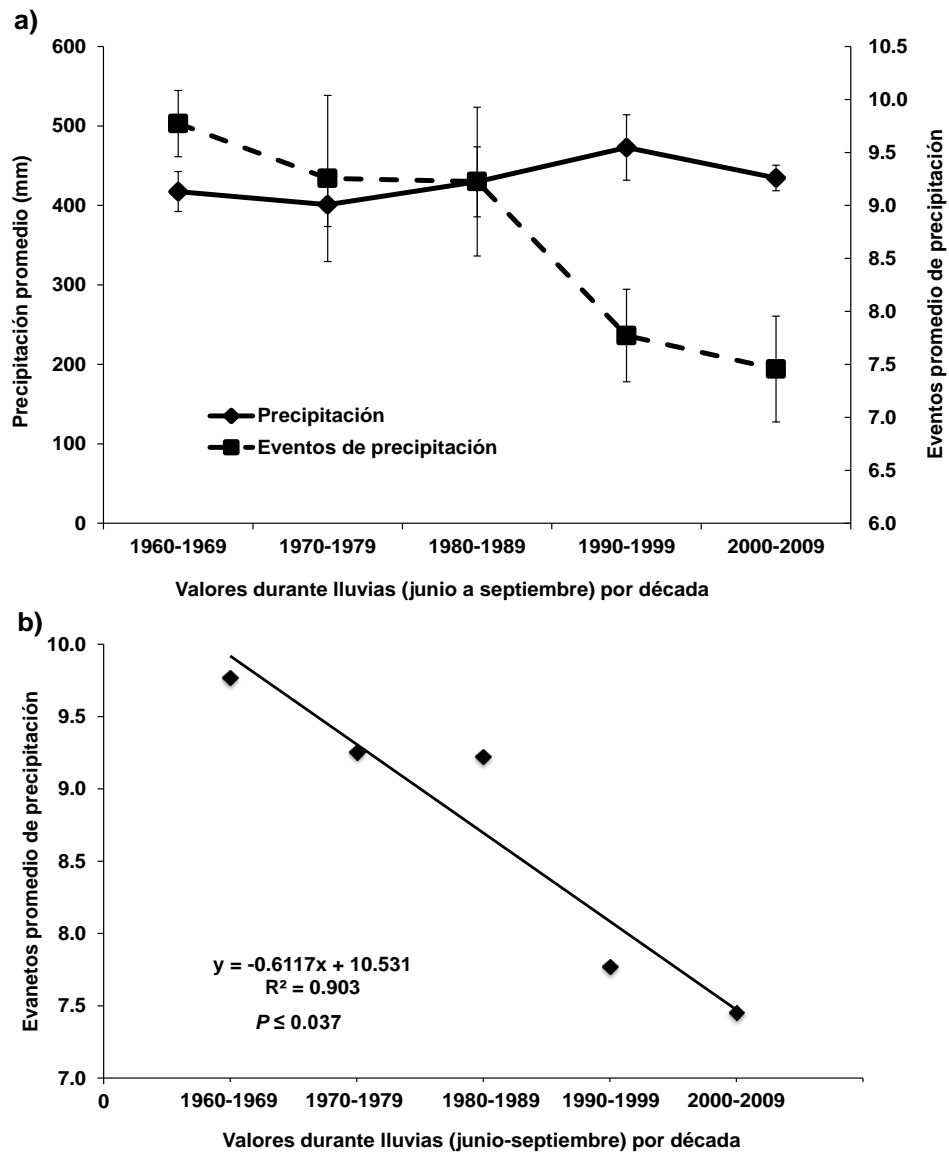 a)
Precipitación promedio (mm)
600
500
400
300
200
100
0
10.5
10.0
9.5
9.0
8.5
8.0
7.5
7.0
6.5
6.0
Eventos promedio de precipitación
Precipitación
Eventos de precipitación
1960-1969 1970-1979 1980-1989 1990-1999 2000-2009
Valores durante lluvias (junio a septiembre) por década
b)
Evanetos promedio de precipitación
10.0
9.5
9.0
8.5
8.0
7.5
7.0
y = -0.6117x + 10.531
R² = 0.903
P ≤ 0.037
0 1960-1969 1970-1979 1980-1989 1990-1999 2000-2009
Valores durante lluvias (junio-septiembre) por década